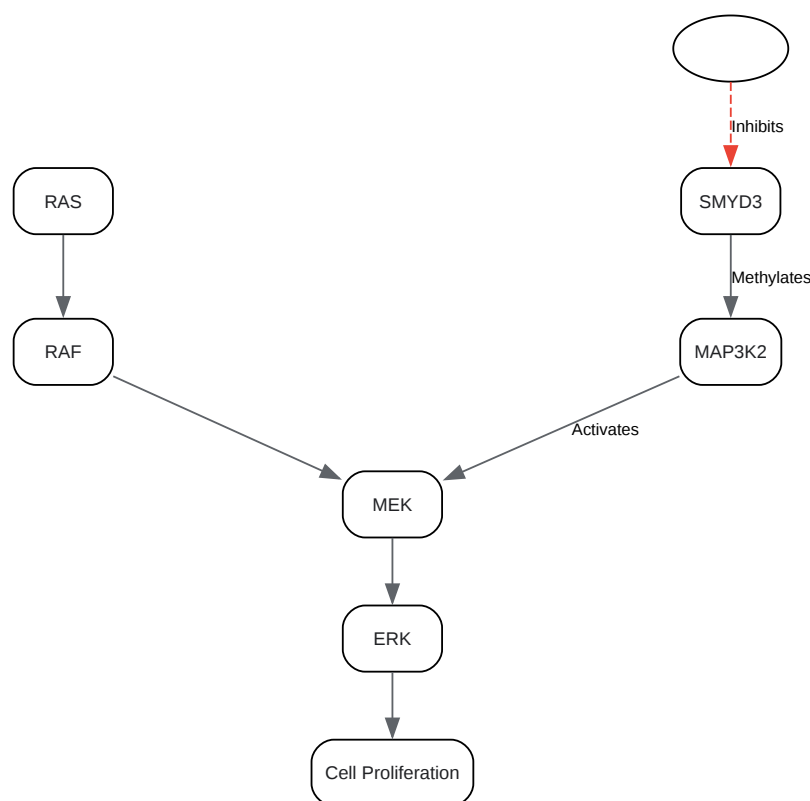 Inhibits
RAS
SMYD3
Methylates
RAF
MAP3K2
Activates
MEK
ERK
Cell Proliferation